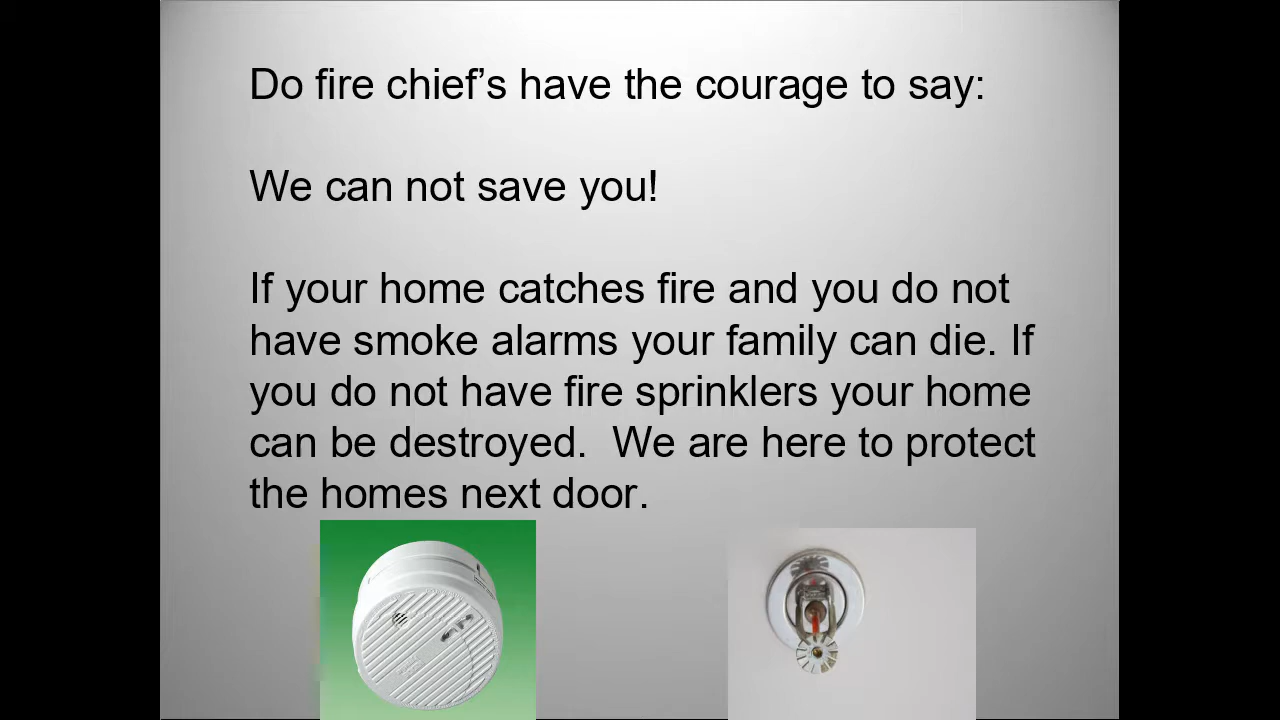 Do fire chief’s have the courage to say:
We can not save you!
If your home catches fire and you do not
have smoke alarms your family can die. If
you do not have fire sprinklers your home
can be destroyed.  We are here to protect
the homes next door.